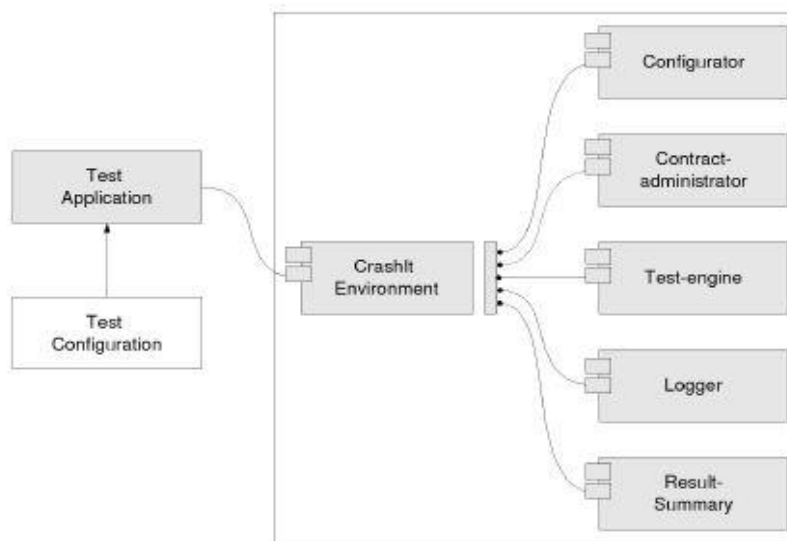 Configurator
Contract-
administrator
Test
Application
CrashIt
Environment
Test-engine
Test
Configuration
Logger
Result-
Summary